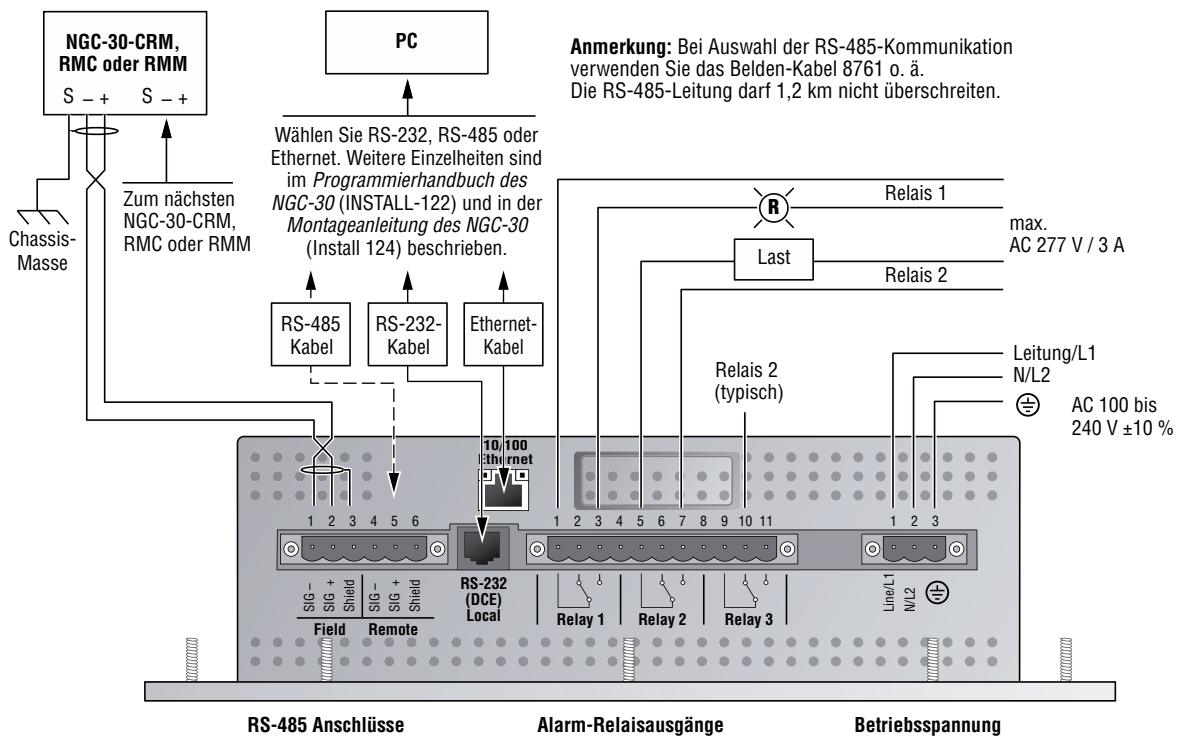 NGC-30-CRM,
RMC oder RMM
S – + S – +
PC
Anmerkung: Bei Auswahl der RS-485-Kommunikation
verwenden Sie das Belden-Kabel 8761 o. ä.
Die RS-485-Leitung darf 1,2 km nicht überschreiten.
Wählen Sie RS-232, RS-485 oder
Ethernet. Weitere Einzelheiten sind
im Programmierhandbuch des
NGC-30 (INSTALL-122) und in der
Montageanleitung des NGC-30
(Install 124) beschrieben.
Chassis-
Masse
Zum nächsten
NGC-30-CRM,
RMC oder RMM
R
Relais 1
max.
AC 277 V / 3 A
Last
Relais 2
RS-485
Kabel
RS-232-
Kabel
Ethernet-
Kabel
Relais 2
(typisch)
Leitung/L1
N/L2
AC 100 bis
240 V ±10 %
10/100
Ethernet
1 2 3 4 5 6
1 2 3 4 5 6 7 8 9 10 11
1 2 3
SIG –
SIG +
Shield
SIG –
SIG +
Shield
Field Remote
RS-232
(DCE)
Local
Relay 1 Relay 2 Relay 3
Line/L1
N/L2
RS-485 Anschlüsse
Alarm-Relaisausgänge
Betriebsspannung